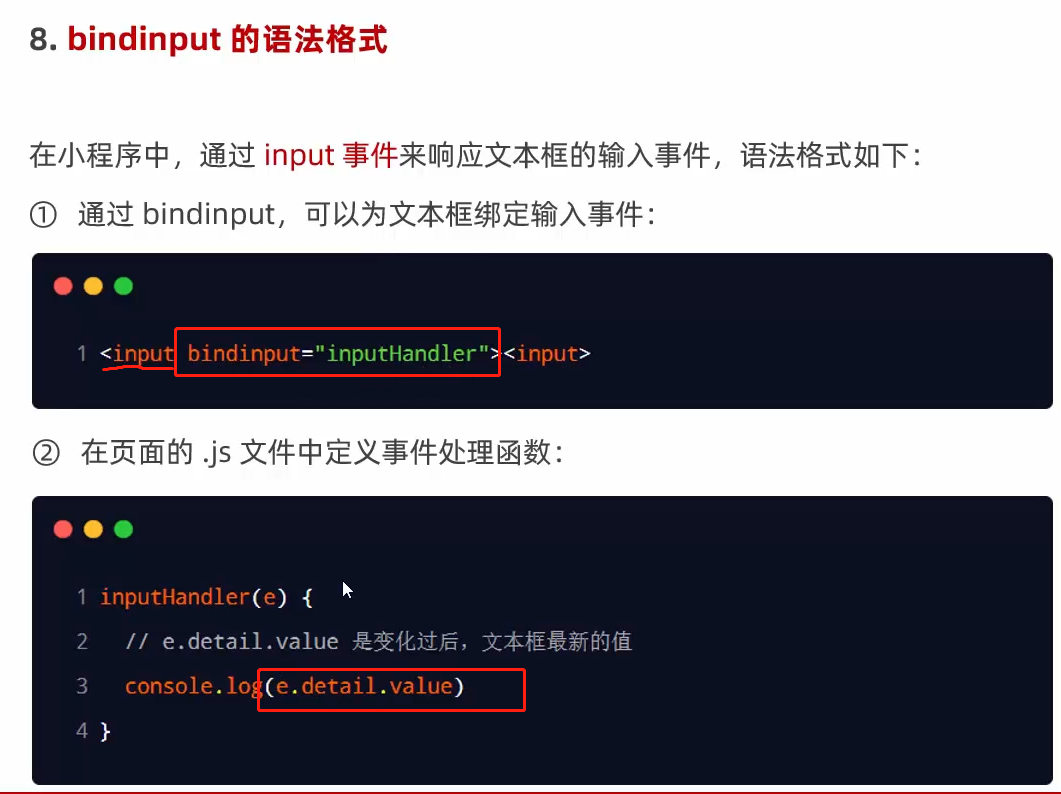 8. bindinput 的语法格式
在小程序中，通过 input 事件来响应文本框的输入事件，语法格式如下：
① 通过 bindinput，可以为文本框绑定输入事件：
1 <input bindinput="inputHandler"><input>
② 在页面的 .js 文件中定义事件处理函数：
1 inputHandler(e) {
2 // e.detail.value 是变化过后，文本框最新的值
3 console.log(e.detail.value)
4 }